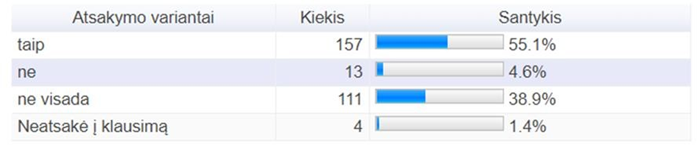 Atsakymo variantai Kiekis Santykis
taip 157 55.1%
ne 13 4.6%
ne visada 111 38.9%
Neatsakė į klausimą 4 1.4%